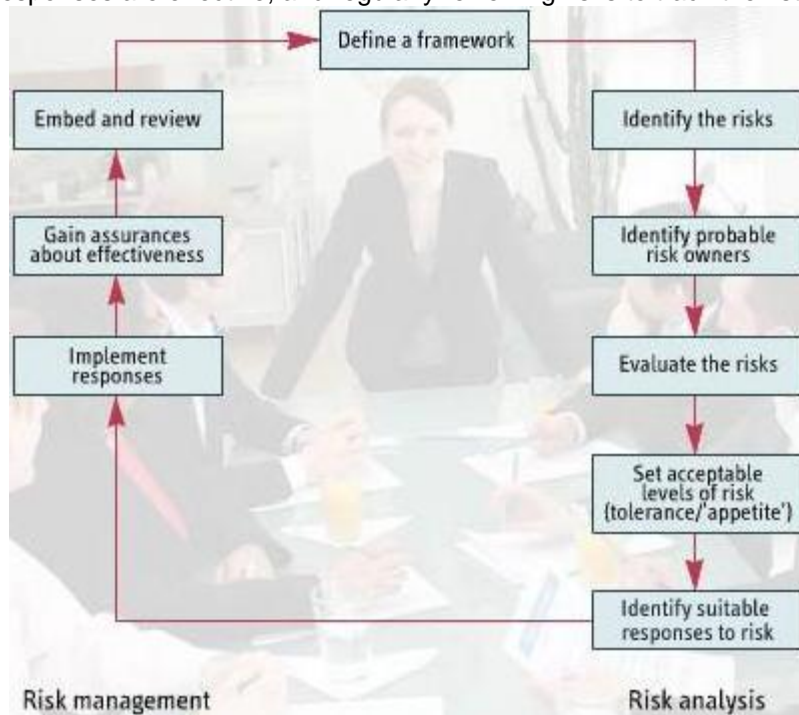 Define a framework
Embed and review
Identify the risks
Gain assurances
about effectiveness
Identify probable
risk owners
Implement
responses
Evaluate the risks
Set acceptable
levels of risk
(tolerance/'appetite')
Identify suitable
responses to risk
Risk management
Risk analysis